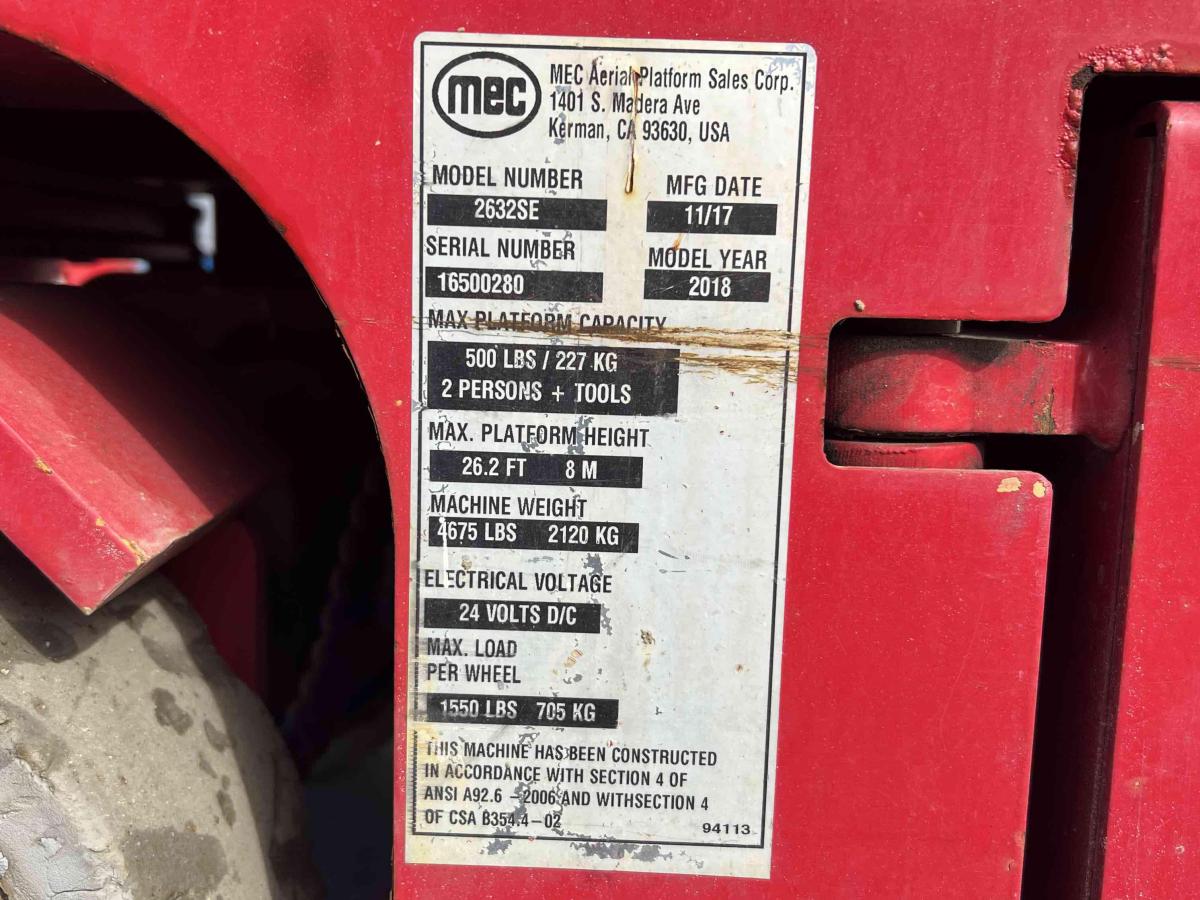 mec
MEC Aerial Platform Sales Corp.
1401 S. Madera Ave
Kerman, CA 93630, USA
MODEL NUMBER
2632SE
MFG DATE
11/17
SERIAL NUMBER
16500280
MODEL YEAR
2018
MAX PLATFORM CAPACITY
500 LBS / 227 KG
2 PERSONS + TOOLS
MAX. PLATFORM HEIGHT
26.2 FT 8 M
MACHINE WEIGHT
4675 LBS 2120 KG
ELECTRICAL VOLTAGE
24 VOLTS D/C
MAX. LOAD
PER WHEEL
1550 LBS 705 KG
THIS MACHINE HAS BEEN CONSTRUCTED
IN ACCORDANCE WITH SECTION 4 OF
ANSI A92.6 - 2006 AND WITHSECTION 4
OF CSA B354.4-02
94113